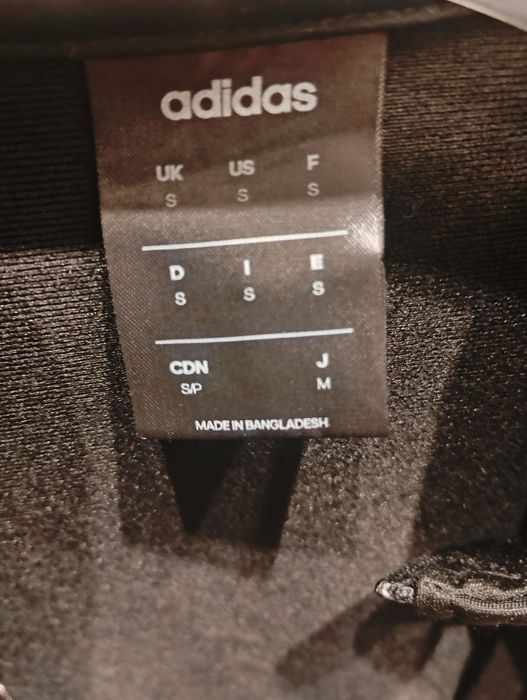 adidas
UK US F
S S S
D I E
S S S
CDN J
S/P M
MADE IN BANGLADESH